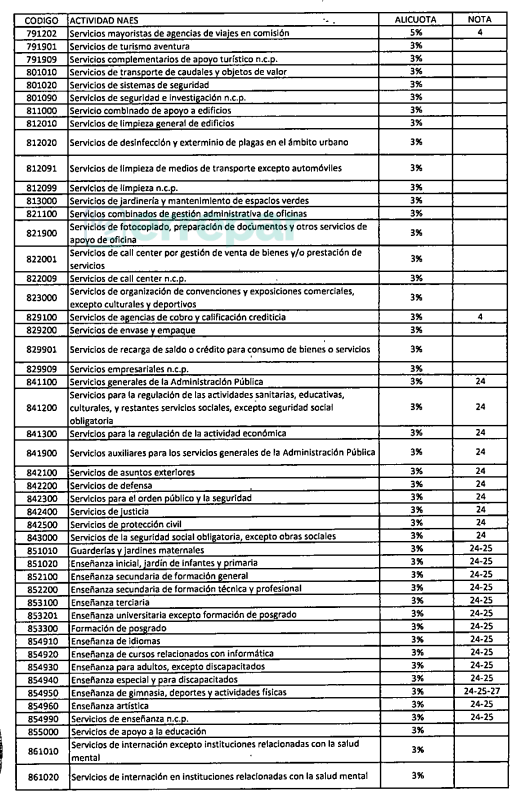 CODIGO ACTIVIDAD NAES ALICUOTA NOTA
791202 Servicios mayoristas de agencias de viajes en comisión 5% 4
791901 Servicios de turismo aventura 3%
791909 Servicios complementarios de apoyo turístico n.c.p. 3%
801010 Servicios de transporte de caudales y objetos de valor 3%
801020 Servicios de sistemas de seguridad 3%
801090 Servicios de seguridad e investigación n.c.p. 3%
811000 Servicio combinado de apoyo a edificios 3%
812010 Servicios de limpieza general de edificios 3%
812020 Servicios de desinfección y exterminio de plagas en el ámbito urbano 3%
812091 Servicios de limpieza de medios de transporte excepto automóviles 3%
812099 Servicios de limpieza n.c.p. 3%
813000 Servicios de jardinería y mantenimiento de espacios verdes 3%
821100 Servicios combinados de gestión administrativa de oficinas 3%
821900 Servicios de fotocopiado, preparación de documentos y otros servicios de
apoyo de oficina 3%
822001 Servicios de call center por gestión de venta de bienes y/o prestación de
servicios 3%
822009 Servicios de call center n.c.p. 3%
823000 Servicios de organización de convenciones y exposiciones comerciales,
excepto culturales y deportivos 3%
829100 Servicios de agencias de cobro y calificación crediticia 3% 4
829200 Servicios de envase y empaque 3%
829901 Servicios de recarga de saldo o crédito para consumo de bienes o servicios 3%
829909 Servicios empresariales n.c.p. 3%
841100 Servicios generales de la Administración Pública 3% 24
841200 Servicios para la regulación de las actividades sanitarias, educativas,
culturales, y restantes servicios sociales, excepto seguridad social
obligatoria 3% 24
841300 Servicios para la regulación de la actividad económica 3% 24
841900 Servicios auxiliares para los servicios generales de la Administración Pública 3% 24
842100 Servicios de asuntos exteriores 3% 24
842200 Servicios de defensa 3% 24
842300 Servicios para el orden público y la seguridad 3% 24
842400 Servicios de justicia 3% 24
842500 Servicios de protección civil 3% 24
843000 Servicios de la seguridad social obligatoria, excepto obras sociales 3% 24
851010 Guarderías y jardines maternales 3% 24-25
851020 Enseñanza inicial, jardín de infantes y primaria 3% 24-25
852100 Enseñanza secundaria de formación general 3% 24-25
852200 Enseñanza secundaria de formación técnica y profesional 3% 24-25
853100 Enseñanza terciaria 3% 24-25
853201 Enseñanza universitaria excepto formación de posgrado 3% 24-25
853300 Formación de posgrado 3% 24-25
854910 Enseñanza de idiomas 3% 24-25
854920 Enseñanza de cursos relacionados con informática 3% 24-25
854930 Enseñanza para adultos, excepto discapacitados 3% 24-25
854940 Enseñanza especial y para discapacitados 3% 24-25
854950 Enseñanza de gimnasia, deportes y actividades físicas 3% 24-25-27
854960 Enseñanza artística 3% 24-25
854990 Servicios de enseñanza n.c.p. 3% 24-25
855000 Servicios de apoyo a la educación 3%
861010 Servicios de internación excepto instituciones relacionadas con la salud
mental 3%
861020 Servicios de internación en instituciones relacionadas con la salud mental 3%